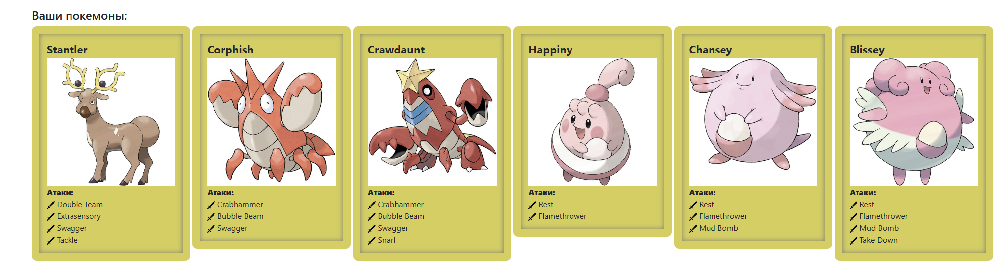 Ваши покемоны:
Stantler
Атаки:
Double Team
Extrasensory
Swagger
Tackle
Corphish
Атаки:
Crabhammer
Bubble Beam
Swagger
Crawdaunt
Атаки:
Crabhammer
Bubble Beam
Swagger
Snarl
Happiny
Атаки:
Rest
Flamethrower
Chansey
Атаки:
Rest
Flamethrower
Mud Bomb
Blissey
Атаки:
Rest
Flamethrower
Mud Bomb
Take Down